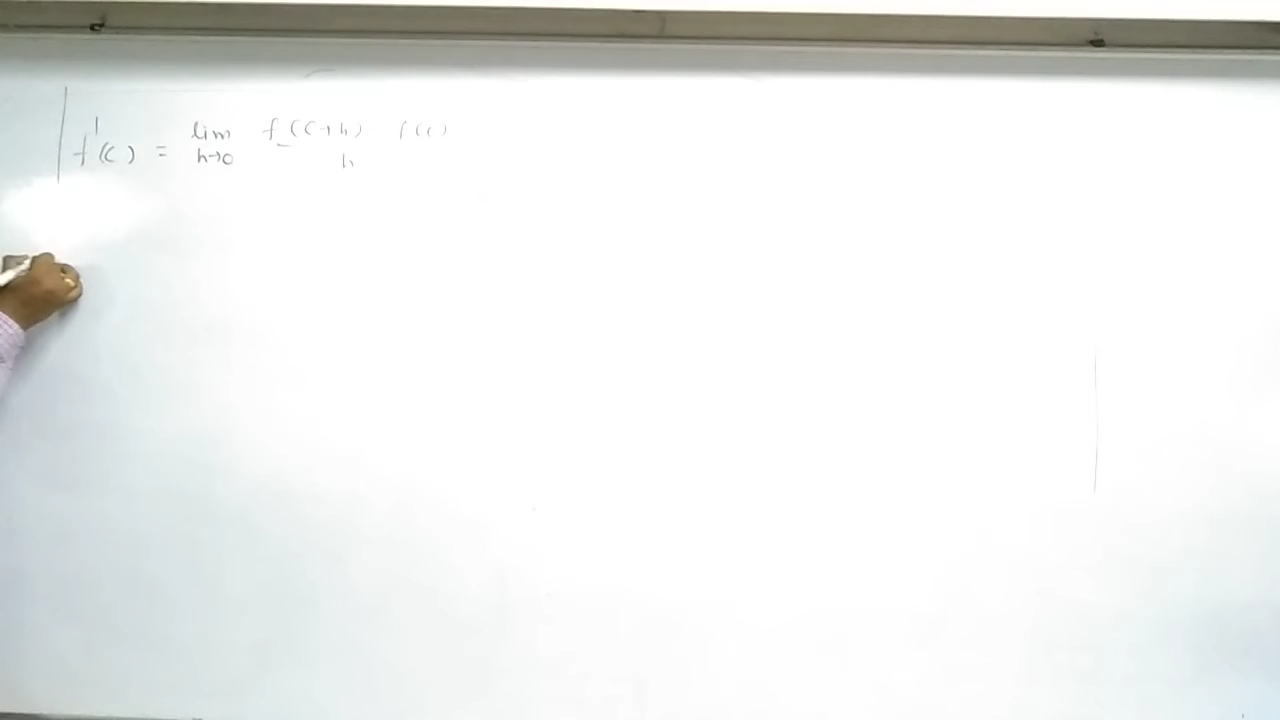 f'(c) = lim h→0 f(c+h) f(c) / h